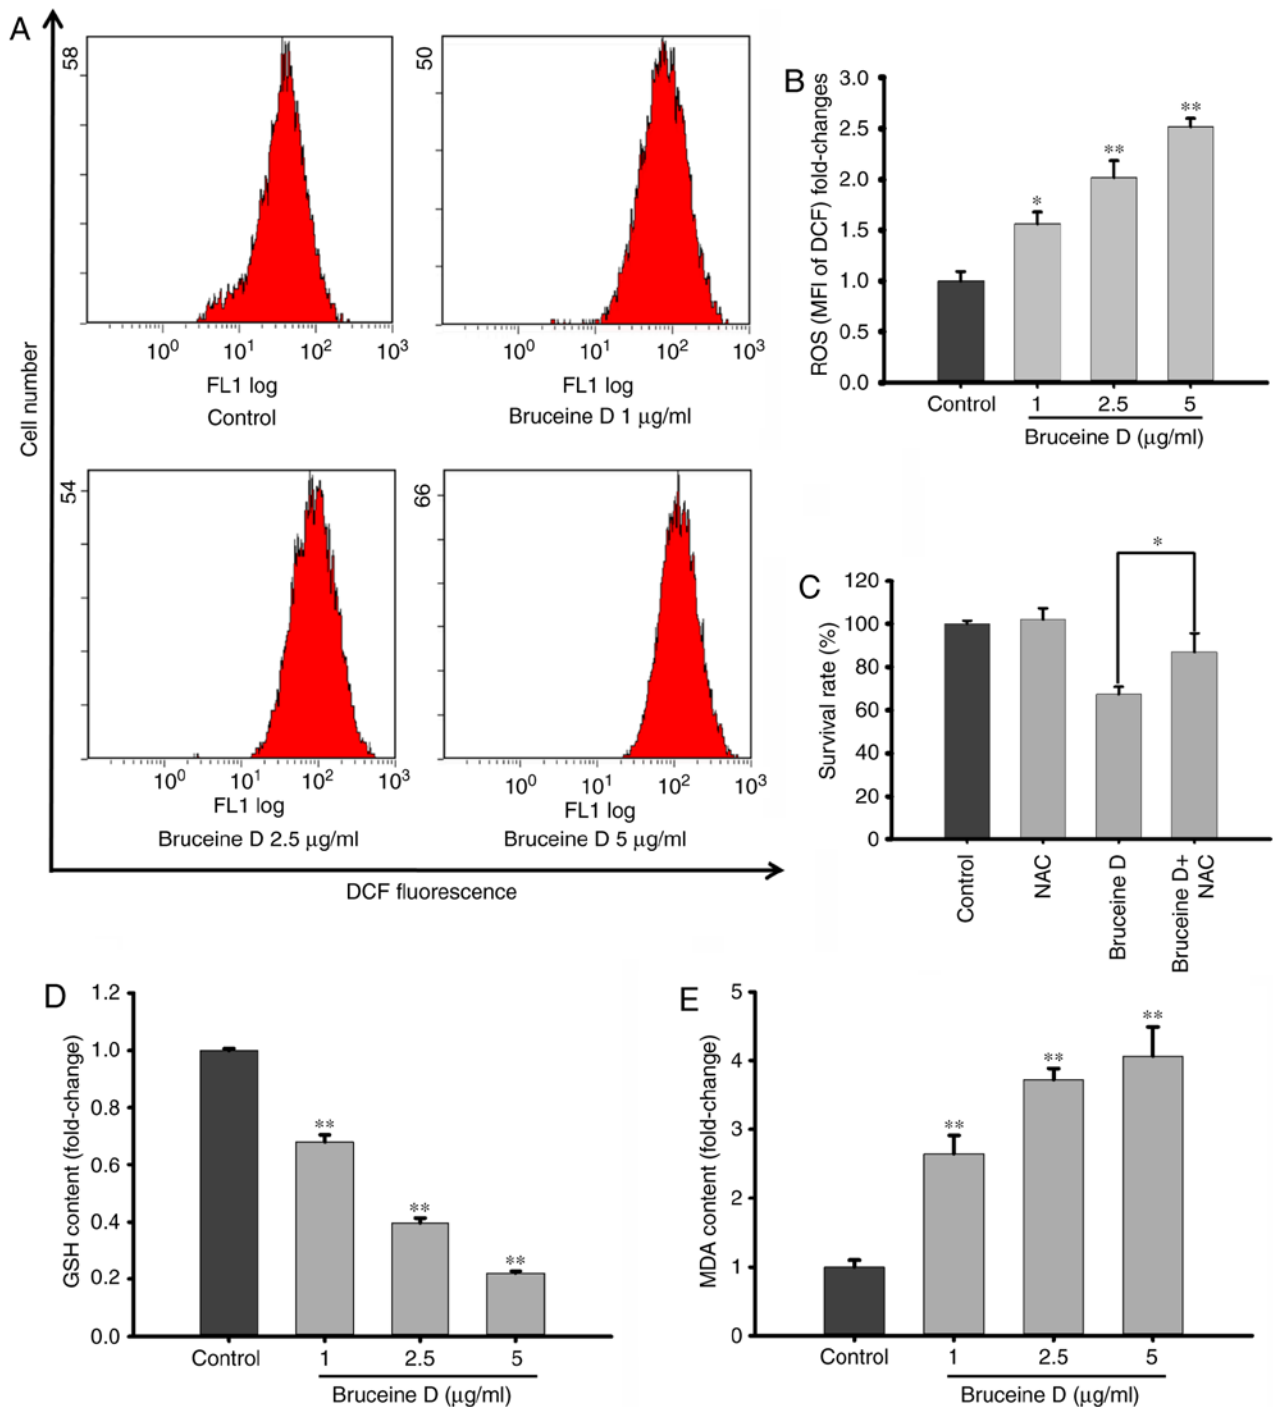 A
Cell number
58
10⁰ 10¹ 10² 10³
FL1 log
Control
50
10⁰ 10¹ 10² 10³
FL1 log
Bruceine D 1 μg/ml
54
10⁰ 10¹ 10² 10³
FL1 log
Bruceine D 2.5 μg/ml
66
10⁰ 10¹ 10² 10³
FL1 log
Bruceine D 5 μg/ml
DCF fluorescence
B
ROS (MFI of DCF) fold-changes
3.0
2.5
2.0
1.5
1.0
0.5
0.0
*
**
**
Control 1 2.5 5
Bruceine D (μg/ml)
C
Survival rate (%)
120
100
80
60
40
20
0
*
Control
NAC
Bruceine D
Bruceine D+
NAC
D
GSH content (fold-change)
1.2
1.0
0.8
0.6
0.4
0.2
0.0
**
**
**
Control 1 2.5 5
Bruceine D (μg/ml)
E
MDA content (fold-change)
5
4
3
2
1
0
**
**
**
Control 1 2.5 5
Bruceine D (μg/ml)